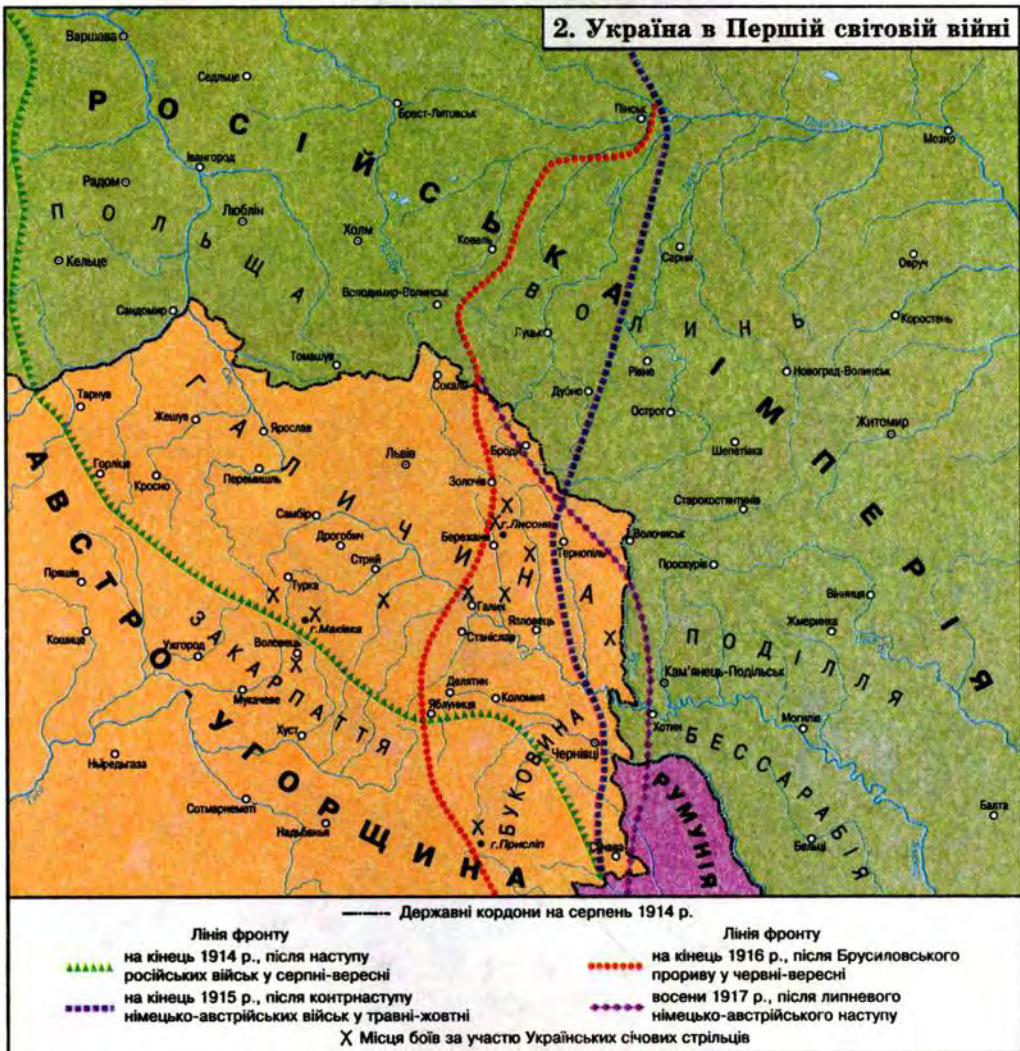 2. Україна в Першій світовій війні
Варшава
Седльце
Брест-Литовськ
Пінськ
Мозир
РОСІЙСЬКА ІМПЕРІЯ
Івангород
Радом
Люблін
Холм
ПОЛЬЩА
Кельце
Ковель
Сарни
Овруч
ВОЛИНЬ
Сандомир
Володимир-Волинськ
Луцьк
Коростень
Томашув
Сокаль
Рівне
Новоград-Волинськ
Тарнув
Дубно
Острог
Жешув
Ярослав
Житомир
ГАЛИЧИНА
Броди
Шепетівка
Горліце
Кросно
Перемишль
Львів
Золочів
Старокостянтинів
АВСТРО-УГОРЩИНА
Самбір
г.Лисоня
Дрогобич
Бережани
Тернопіль
Волочиськ
Стрий
Проскурів
Пряшів
Турка
Вінниця
Галич
г.Маківка
Язловець
Жмеринка
Кошице
ЗАКАРПАТТЯ
Станіслав
ПОДІЛЛЯ
Ужгород
Воловець
Кам'янець-Подільськ
Мукачеве
Делятин
Коломия
Яблуниця
Хотин
Могилів
Хуст
БУКОВИНА
Чернівці
БЕССАРАБІЯ
Ньіредьгаза
РУМУНІЯ
Сотмарнеметі
Надьбанья
Балта
г.Присліп
Сучава
Бельці
Державні кордони на серпень 1914 р.
Лінія фронту
на кінець 1914 р., після наступу
російських військ у серпні-вересні
на кінець 1915 р., після контрнаступу
німецько-австрійських військ у травні-жовтні
Лінія фронту
на кінець 1916 р., після Брусиловського
прориву у червні-вересні
восени 1917 р., після липневого
німецько-австрійського наступу
X Місця боїв за участю Українських січових стрільців